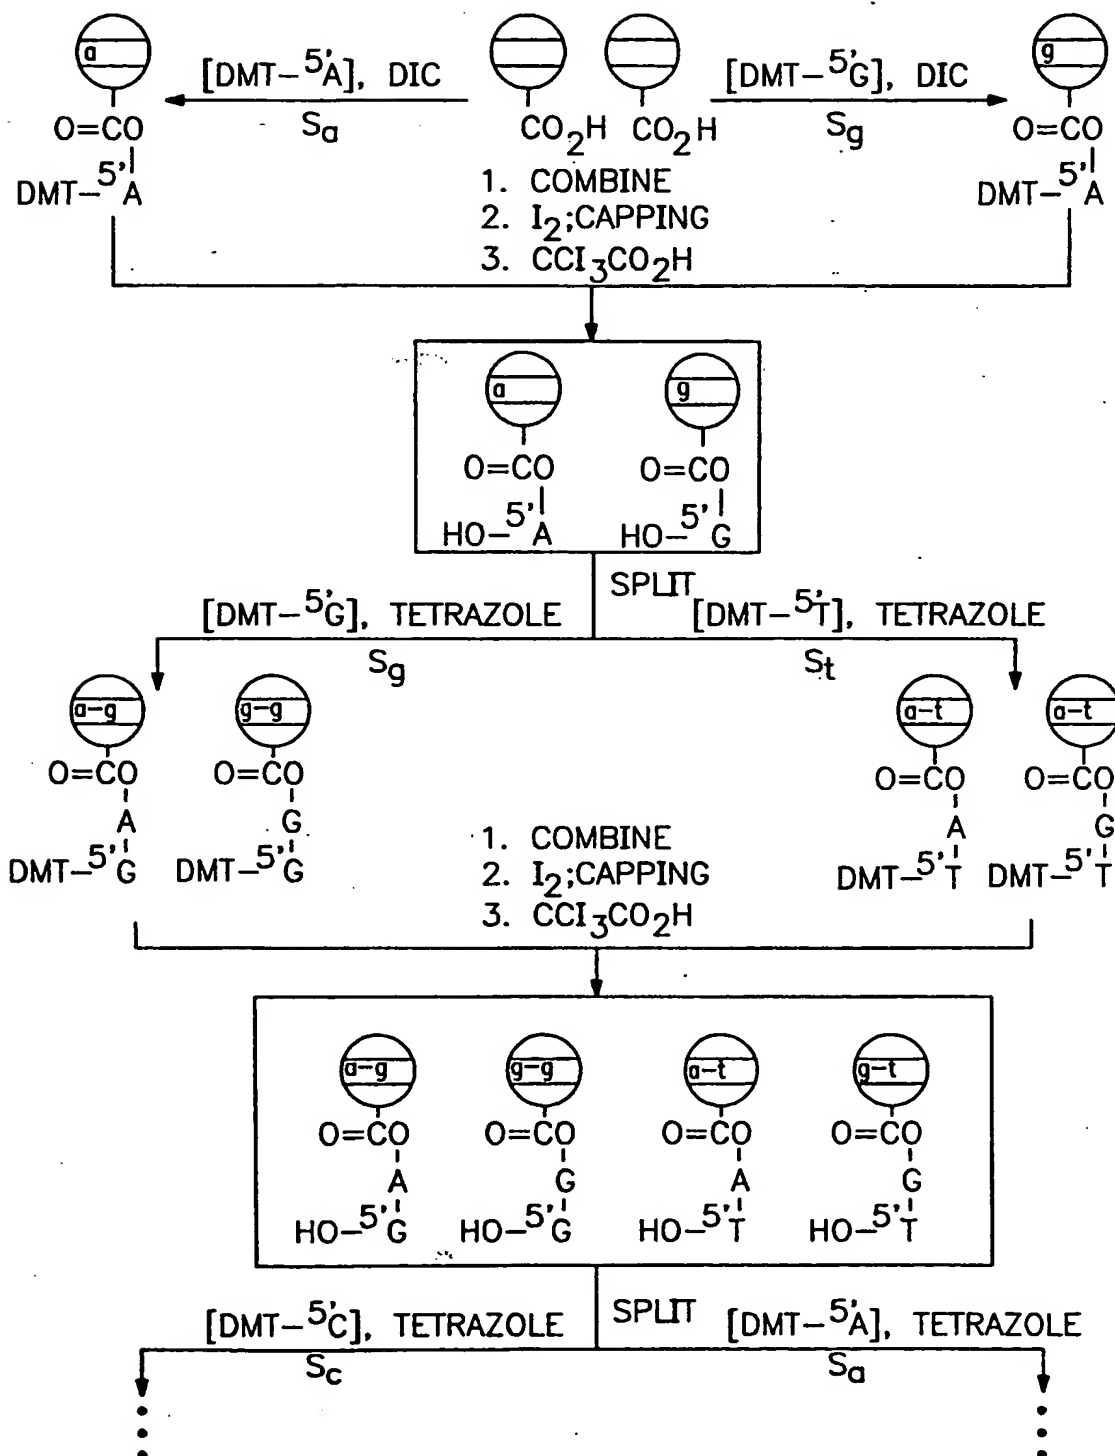 a
[DMT-5'A], DIC
Sa
[DMT-5'G], DIC
Sg
g
O=CO
DMT-5'A
CO2H
CO2H
O=CO
DMT-5'A
1. COMBINE
2. I2;CAPPING
3. CCI3CO2H
a
g
O=CO
O=CO
HO-5'A
HO-5'G
SPLIT
[DMT-5'G], TETRAZOLE
[DMT-5'T], TETRAZOLE
Sg
St
a-g
g-g
a-t
a-t
O=CO
O=CO
O=CO
O=CO
A
G
A
G
DMT-5'G
DMT-5'G
DMT-5'T
DMT-5'T
1. COMBINE
2. I2;CAPPING
3. CCI3CO2H
a-g
g-g
a-t
g-t
O=CO
O=CO
O=CO
O=CO
A
G
A
G
HO-5'G
HO-5'G
HO-5'T
HO-5'T
SPLIT
[DMT-5'C], TETRAZOLE
[DMT-5'A], TETRAZOLE
Sc
Sa